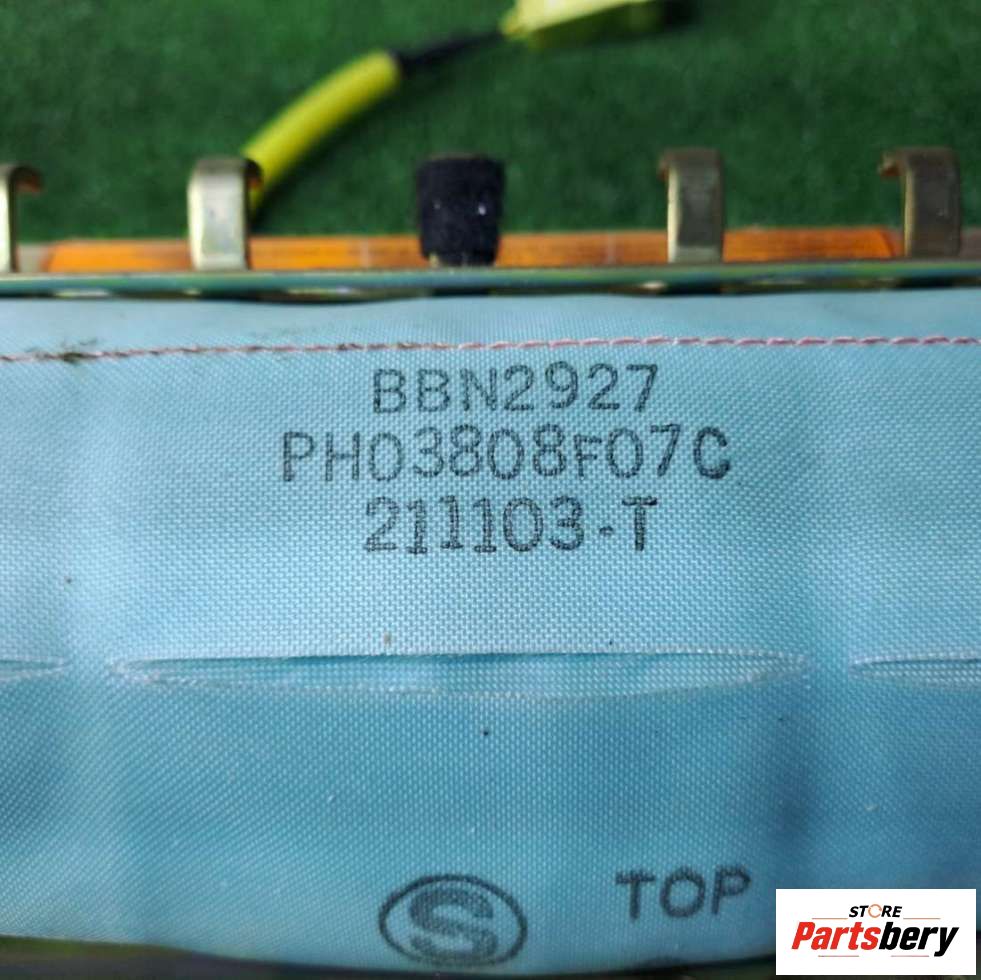 BBN2927
PH03808F07C
211103-T
S
TOP
STORE
Partsbery